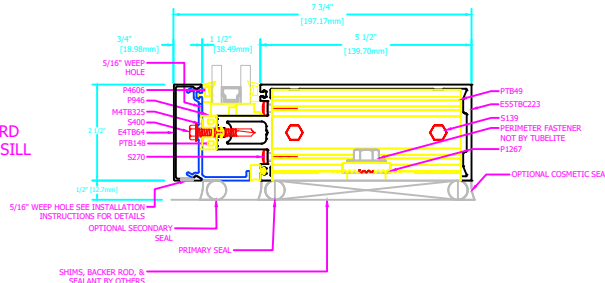 7 3/4"
[197.17mm]
3/4"
[18.98mm]
1 1/2"
[38.49mm]
5 1/2"
[139.70mm]
5/16" WEEP
HOLE
P4606
P946
M4TB325
S400
E4TB64
PTB148
S270
RD
SILL
2 1/2"
1/2" [12.7mm]
PTB49
E55TBC223
S139
PERIMETER FASTENER
NOT BY TUBELITE
P1267
OPTIONAL COSMETIC SEA
5/16" WEEP HOLE SEE INSTALLATION
INSTRUCTIONS FOR DETAILS
OPTIONAL SECONDARY
SEAL
PRIMARY SEAL
SHIMS, BACKER ROD, &
SEALANT BY OTHERS